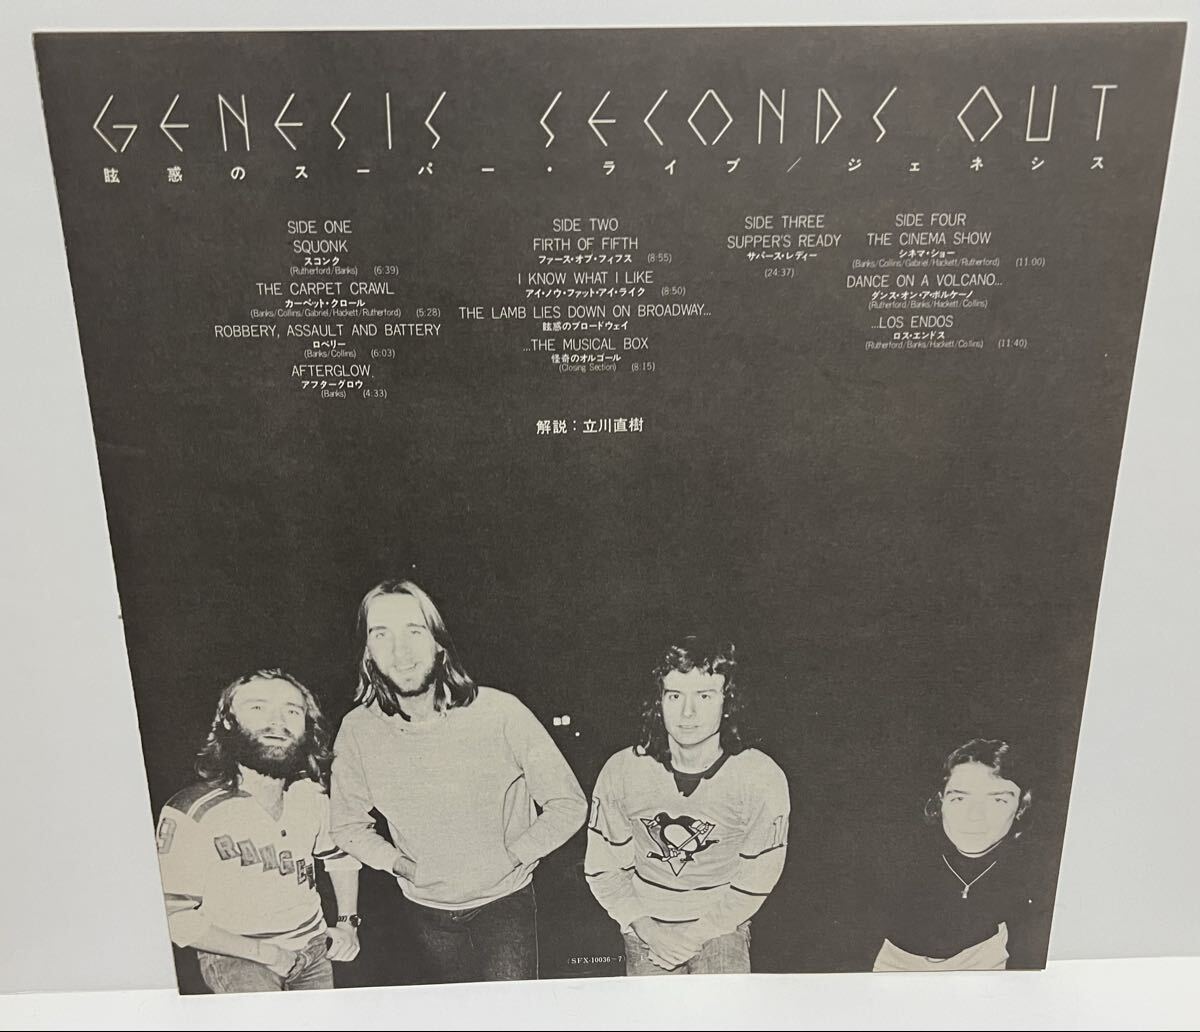 GENESIS SECONDS OUT
眩惑のスーパー・ライブ/ジェネシス
SIDE ONE
SQUONK
スコンク
(Rutherford/Banks) (6:39)
THE CARPET CRAWL
カーペット・クロール
(Banks/Collins/Gabriel/Hackett/Rutherford) (5:28)
ROBBERY, ASSAULT AND BATTERY
ロベリー
(Banks/Collins) (6:03)
AFTERGLOW
アフターグロウ
(Banks) (4:33)
SIDE TWO
FIRTH OF FIFTH
ファース・オブ・フィフス (8:55)
I KNOW WHAT I LIKE
アイ・ノウ・ファット・アイ・ライク (8:50)
THE LAMB LIES DOWN ON BROADWAY...
眩惑のブロードウェイ
...THE MUSICAL BOX
怪奇のオルゴール
(Closing Section) (8:15)
SIDE THREE
SUPPER'S READY
サパース・レディー
(24:37)
SIDE FOUR
THE CINEMA SHOW
シネマ・ショー
(Banks/Collins/Gabriel/Hackett/Rutherford) (11:00)
DANCE ON A VOLCANO...
ダンス・オン・ア・ボルケーノ
(Rutherford/Banks/Hackett/Collins)
...LOS ENDOS
ロス・エンドス
(Rutherford/Banks/Hackett/Collins) (11:40)
解説:立川直樹
9
RANGE
1
(SFX-10036~7)